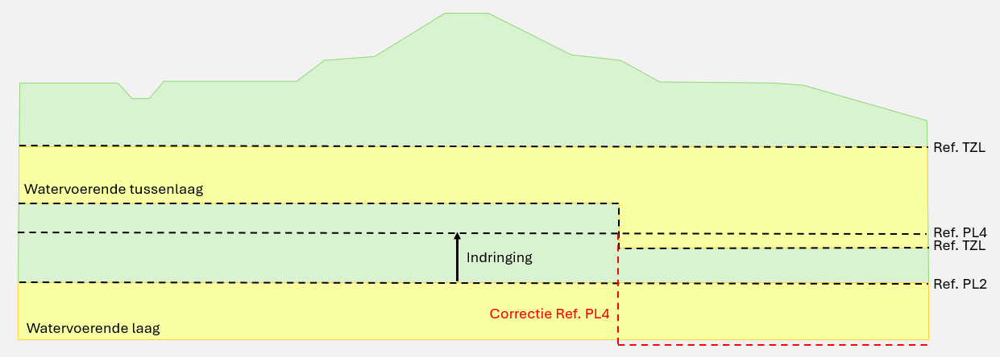 Ref. TZL
Watervoerende tussenlaag
Ref. PL4
Ref. TZL
Indringing
Ref. PL2
Correctie Ref. PL4
Watervoerende laag